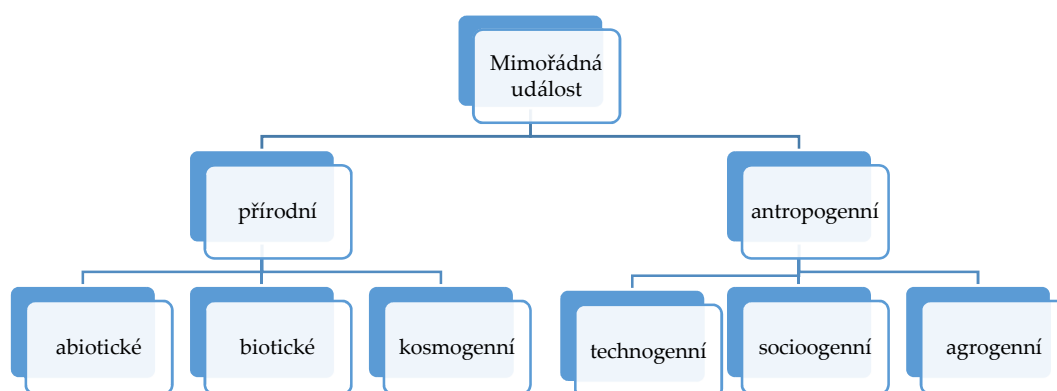 Mimořádná
událost
přírodní
antropogenní
abiotické
biotické
kosmogenní
technogenní
socioogenní
agrogenní